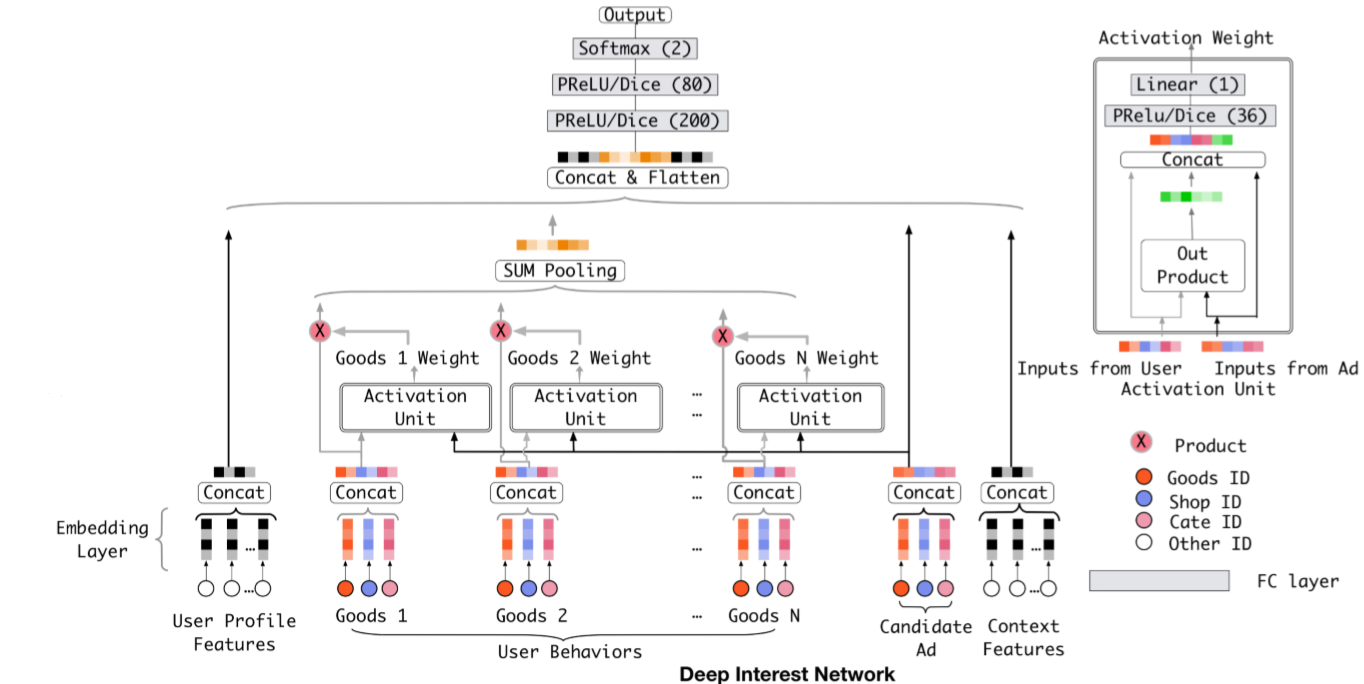 Output
Softmax (2)
PReLU/Dice (80)
PReLU/Dice (200)
Concat & Flatten
SUM Pooling
X
X
X
Goods 1 Weight
Goods 2 Weight
Goods N Weight
Activation
Unit
Activation
Unit
...
...
Activation
Unit
Concat
Concat
Concat
...
...
Concat
Concat
Concat
Embedding
Layer
...
...
...
...
...
User Profile
Features
Goods 1
Goods 2
...
Goods N
User Behaviors
Candidate
Ad
Context
Features
Deep Interest Network
Activation Weight
Linear (1)
PRelu/Dice (36)
Concat
Out
Product
Inputs from User
Inputs from Ad
Activation Unit
X
Product
Goods ID
Shop ID
Cate ID
Other ID
FC layer